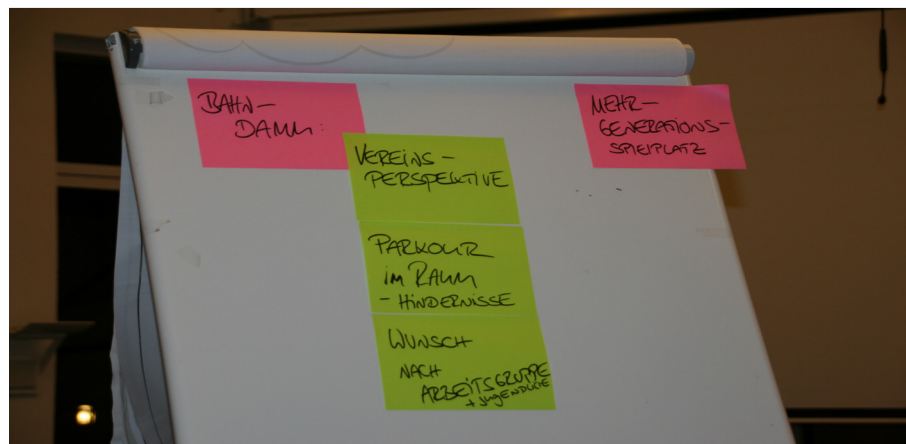 BAHN-
DAMM:
VEREINS-
PERSPEKTIVE
PARKOUR
IM RAUM
- HINDERNISSE
WUNSCH
NACH
ARBEITSGRUPPE
+ Jugendliche
MEHR-
GENERATIONS-
SPIELPLATZ